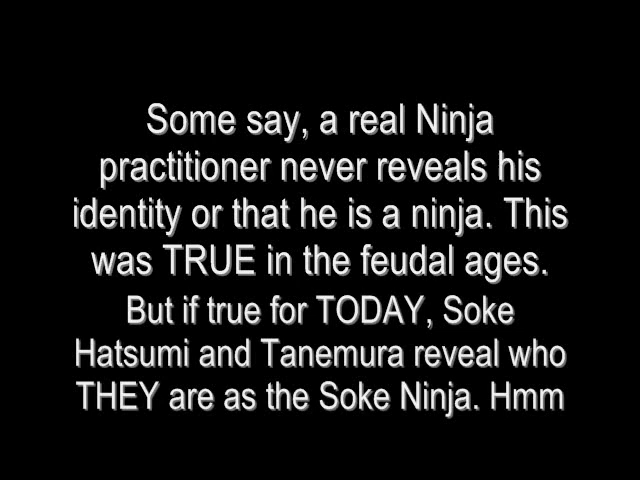 Some say, a real Ninja
practitioner never reveals his
identity or that he is a ninja. This
was TRUE in the feudal ages.
But if true for TODAY, Soke
Hatsumi and Tanemura reveal who
THEY are as the Soke Ninja. Hmm